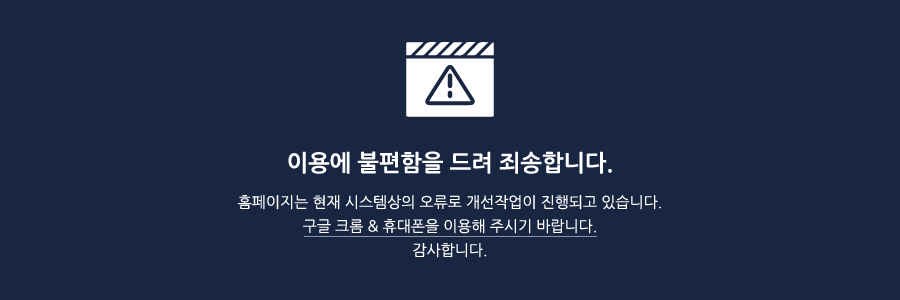 이용에 불편함을 드려 죄송합니다.
홈페이지는 현재 시스템상의 오류로 개선작업이 진행되고 있습니다.
구글 크롬 & 휴대폰을 이용해 주시기 바랍니다.
감사합니다.